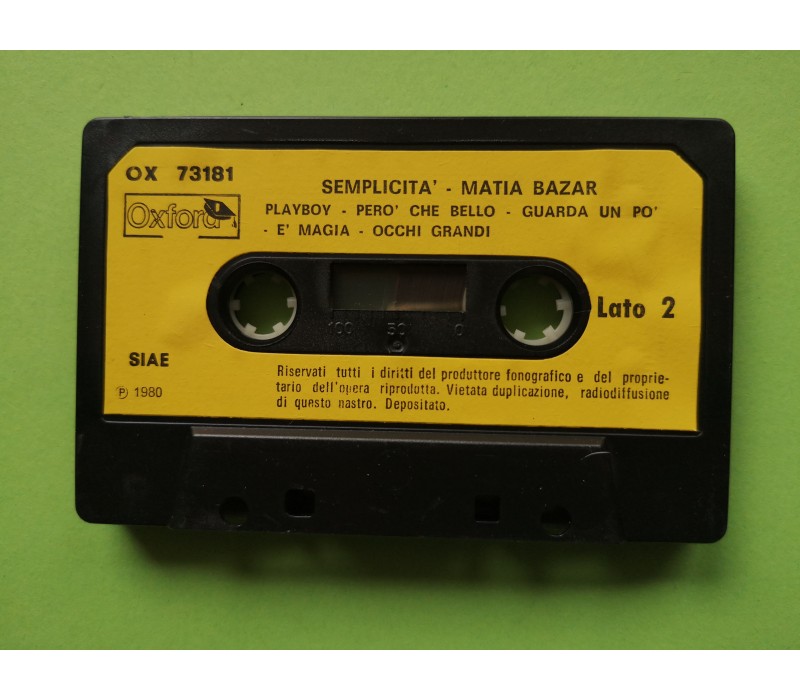 OX 73181
Oxford
SEMPLICITA' - MATIA BAZAR
PLAYBOY - PERO' CHE BELLO - GUARDA UN PO'
- E' MAGIA - OCCHI GRANDI
100 50 0
Lato 2
SIAE
℗ 1980
Riservati tutti i diritti del produttore fonografico e del proprie-
tario dell'opera riprodotta. Vietata duplicazione, radiodiffusione
di questo nastro. Depositato.